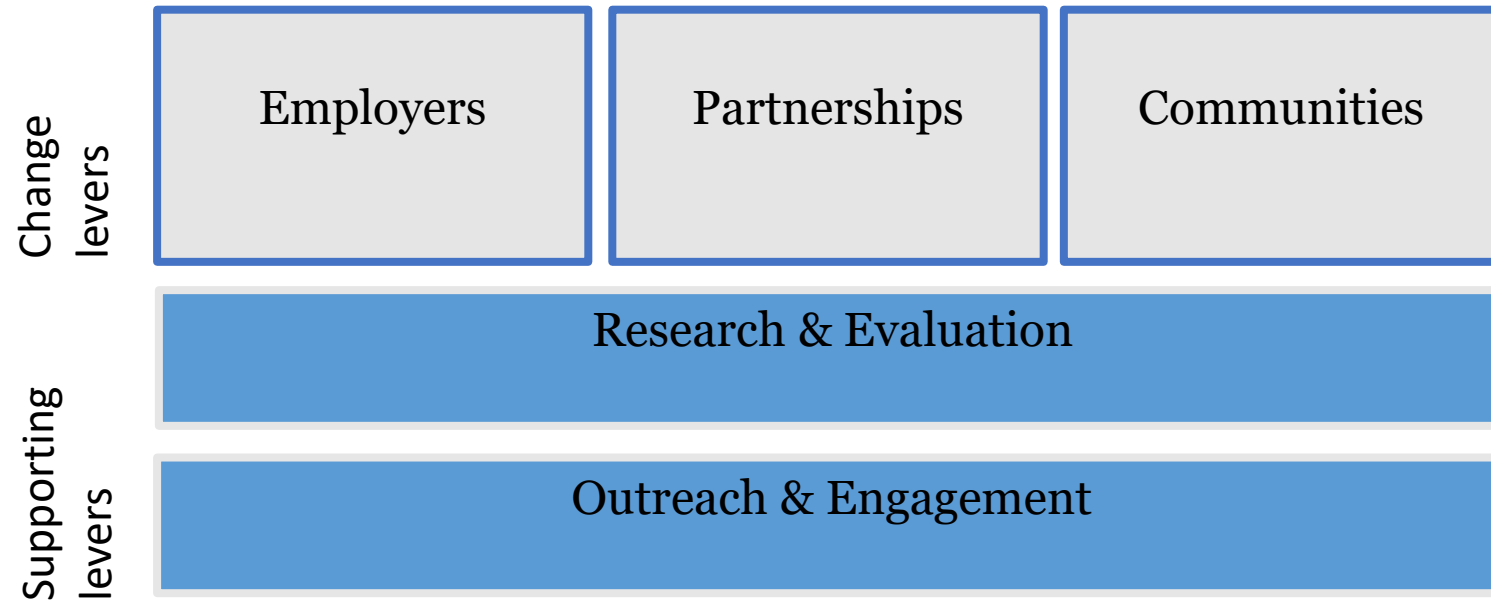 Change
levers
Employers
Partnerships
Communities
Supporting
levers
Research & Evaluation
Outreach & Engagement